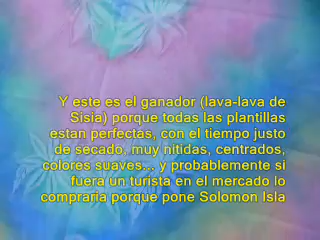 Y este es el ganador (lava-lava de
Sisia) porque todas las plantillas
estan perfectas, con el tiempo justo
de secado, muy nitidas, centrados,
colores suaves... y probablemente si
fuera un turista en el mercado lo
compraria porque pone Solomon Isla